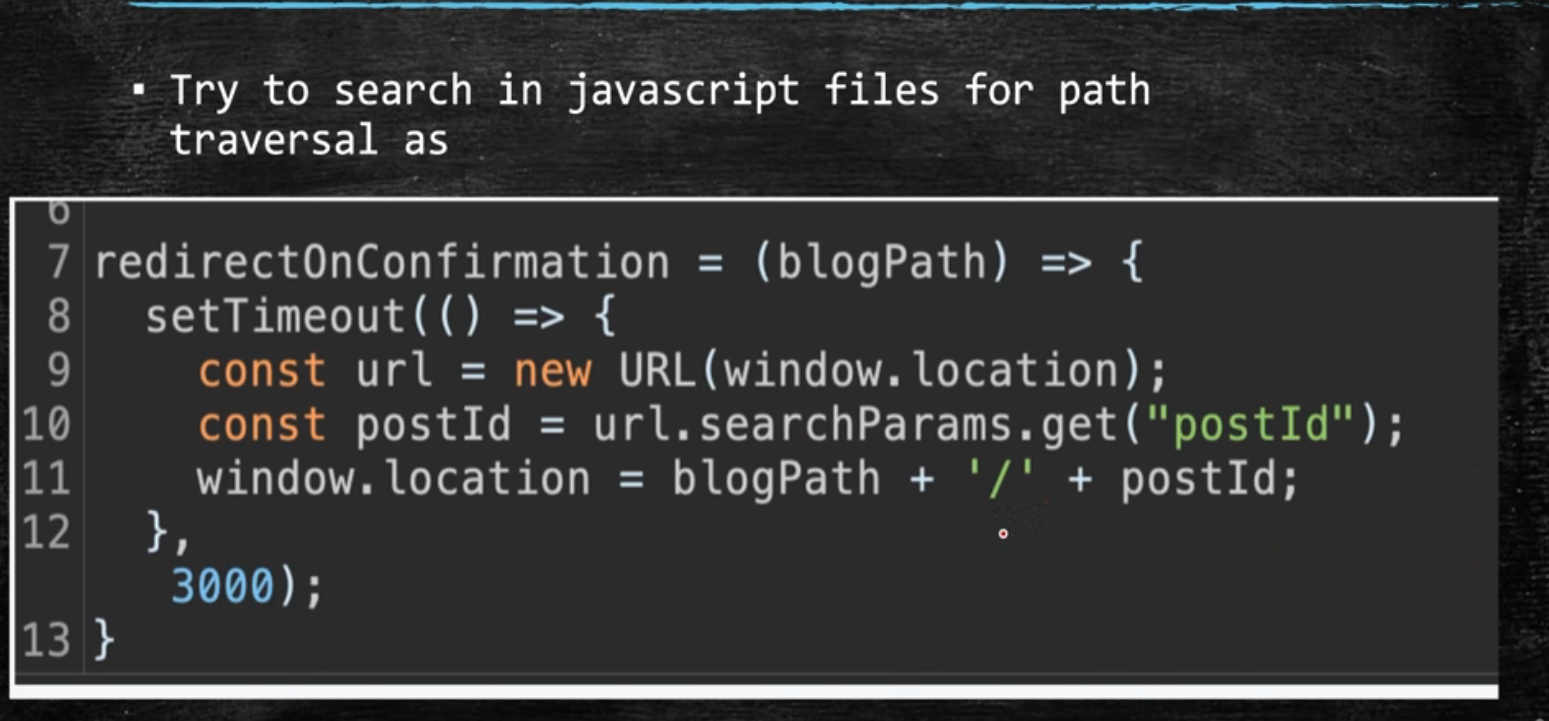 ▪ Try to search in javascript files for path
traversal as
6
7 redirectOnConfirmation = (blogPath) => {
8 setTimeout(() => {
9 const url = new URL(window.location);
10 const postId = url.searchParams.get("postId");
11 window.location = blogPath + '/' + postId;
12 },
3000);
13 }